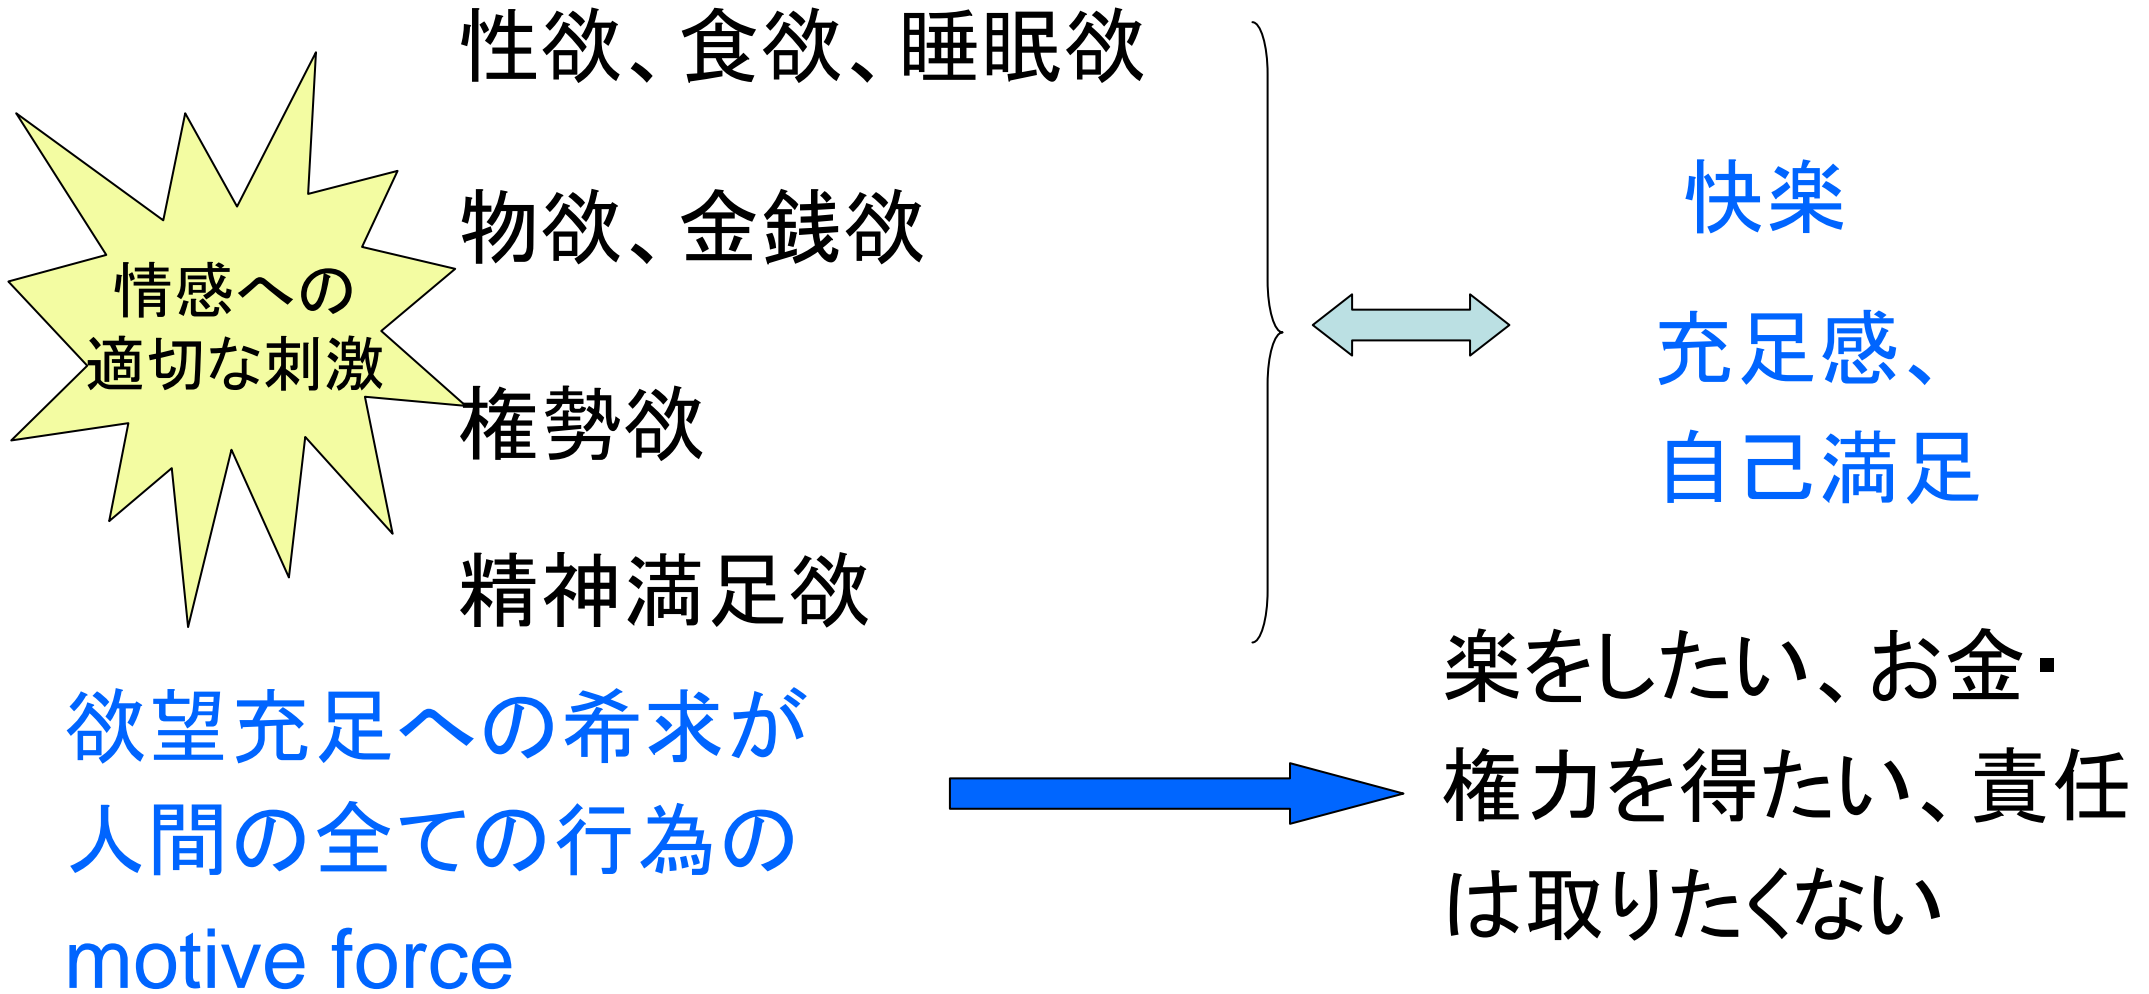 性欲、食欲、睡眠欲
物欲、金銭欲
権勢欲
精神満足欲
情感への
適切な刺激
快楽
充足感、
自己満足
欲望充足への希求が
人間の全ての行為の
motive force
楽をしたい、お金・
権力を得たい、責任
は取りたくない